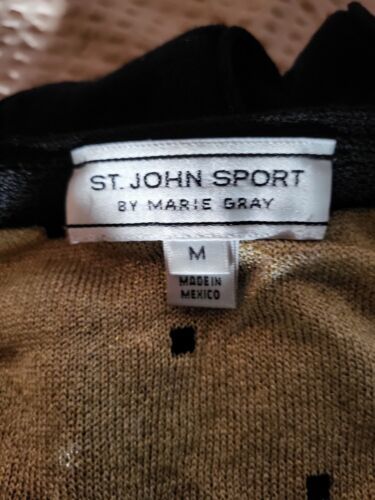 ST. JOHN SPORT
BY MARIE GRAY
M
MADE IN
MEXICO